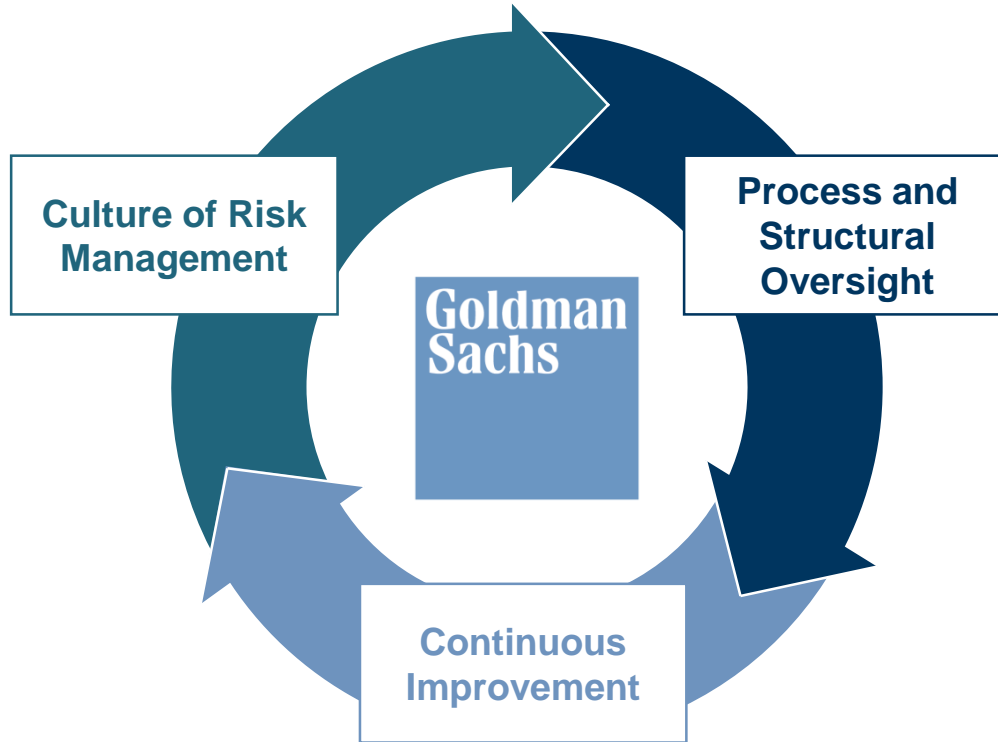 Culture of Risk
Management
Process and
Structural
Oversight
Goldman
Sachs
Continuous
Improvement